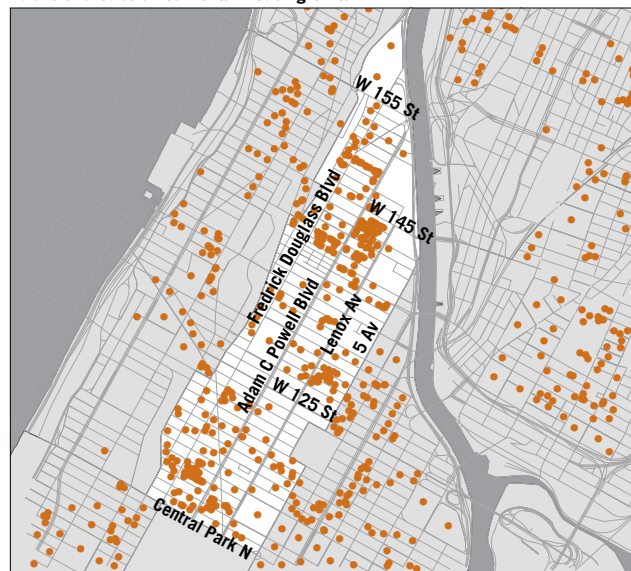 W 155 St
W 145 St
Fredrick Douglass Blvd
Adam C Powell Blvd
Lenox Av
5 Av
W 125 St
Central Park N